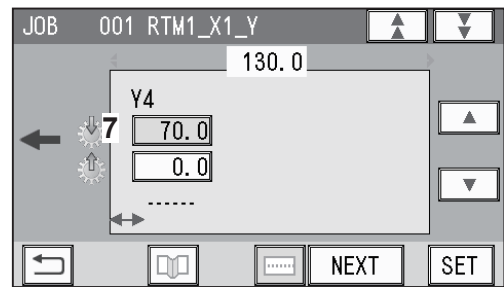 JOB 001 RTM1_X1_Y
130.0
Y4
7 70.0
0.0
------
NEXT SET